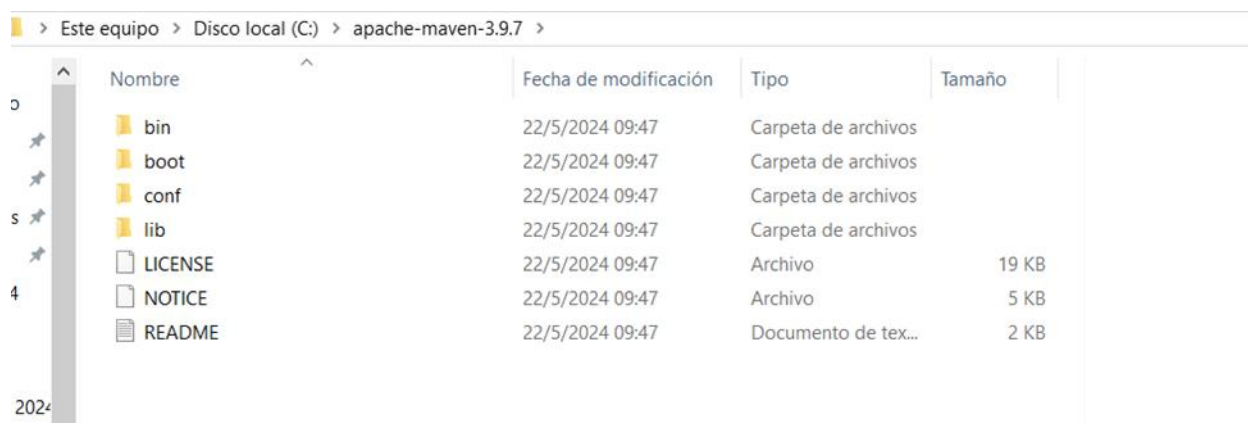 > Este equipo > Disco local (C:) > apache-maven-3.9.7 >
Nombre Fecha de modificación Tipo Tamaño
bin 22/5/2024 09:47 Carpeta de archivos
boot 22/5/2024 09:47 Carpeta de archivos
conf 22/5/2024 09:47 Carpeta de archivos
s lib 22/5/2024 09:47 Carpeta de archivos
LICENSE 22/5/2024 09:47 Archivo 19 KB
4 NOTICE 22/5/2024 09:47 Archivo 5 KB
README 22/5/2024 09:47 Documento de tex... 2 KB